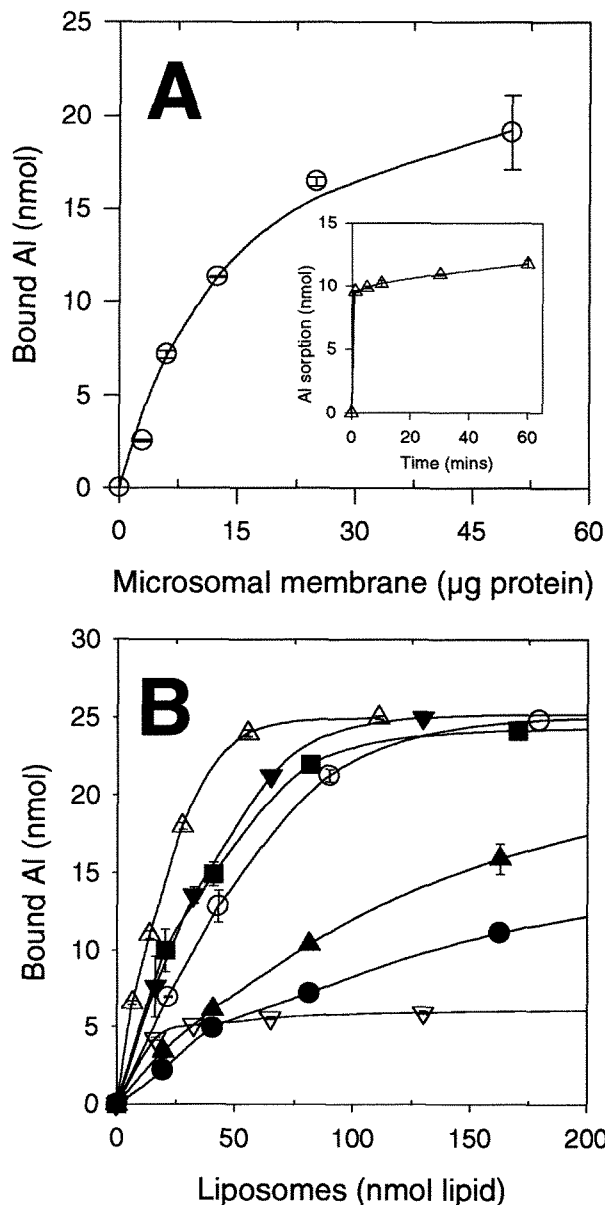 A
Bound Al (nmol)
25
20
15
10
5
0
0 15 30 45 60
Microsomal membrane (μg protein)
Al sorption (nmol)
15
10
5
0
0 20 40 60
Time (mins)
B
Bound Al (nmol)
30
25
20
15
10
5
0
0 50 100 150 200
Liposomes (nmol lipid)